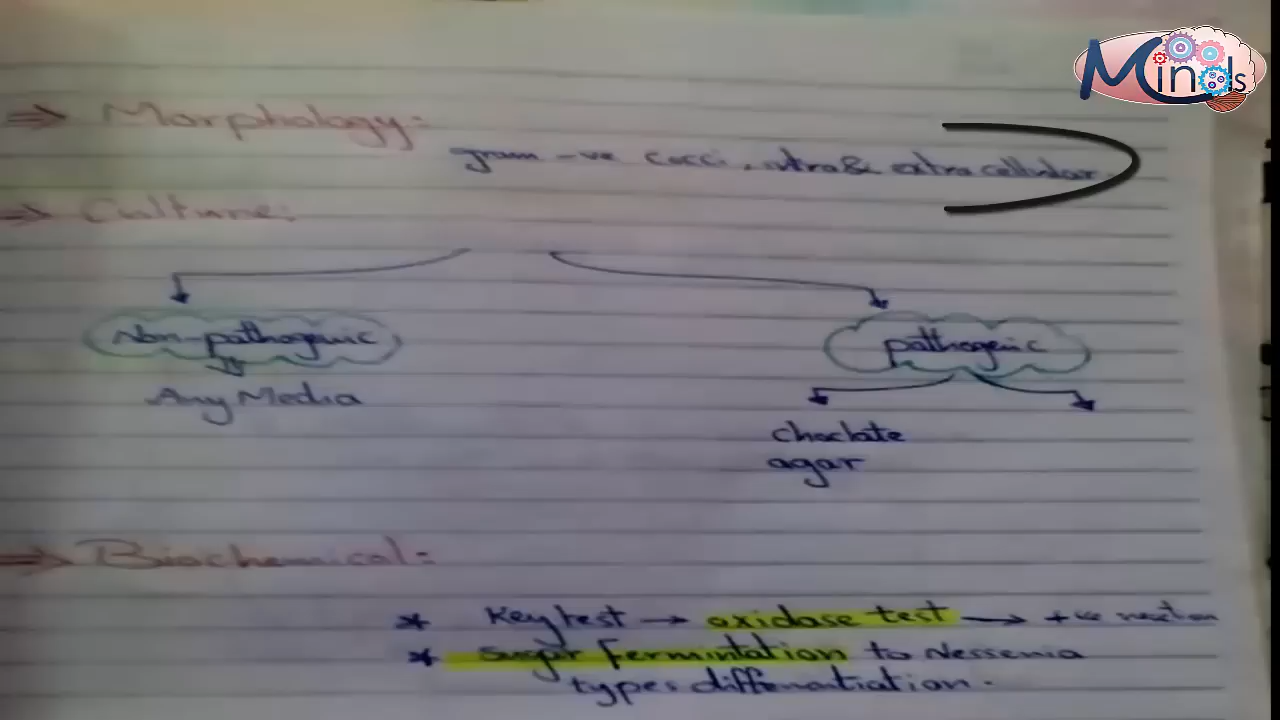 Minds
⇒ Morphology:
gram -ve cocci, intra & extra cellular
⇒ Culture:
Non-pathogenic
pathogenic
Any Media
choclate
agar
⇒ Biochemical:
* Key test → oxidase test → +ve reaction
* sugar fermintation to Nessenia
types differentiation.